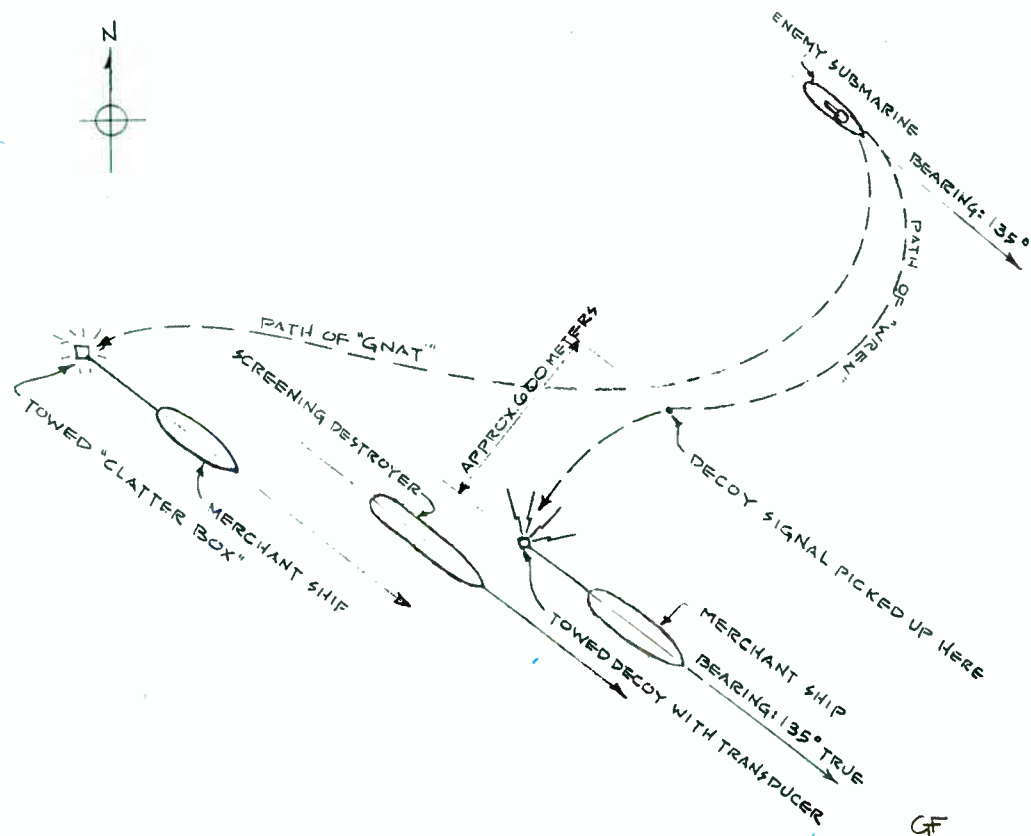 N
ENEMY SUBMARINE
BEARING: 135°
PATH OF "WREN"
PATH OF "GNAT"
APPROX 600 METERS
SCREENING DESTROYER
TOWED "CLATTER BOX"
MERCHANT SHIP
DECOY SIGNAL PICKED UP HERE
MERCHANT SHIP
BEARING: 135° TRUE
TOWED DECOY WITH TRANSDUCER
GF